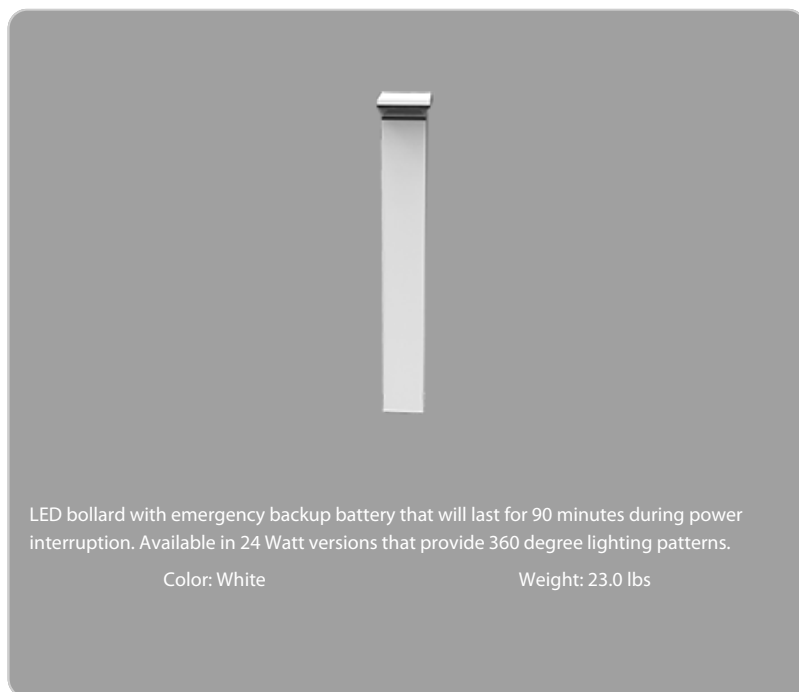 LED bollard with emergency backup battery that will last for 90 minutes during power
interruption. Available in 24 Watt versions that provide 360 degree lighting patterns.
Color: White Weight: 23.0 lbs